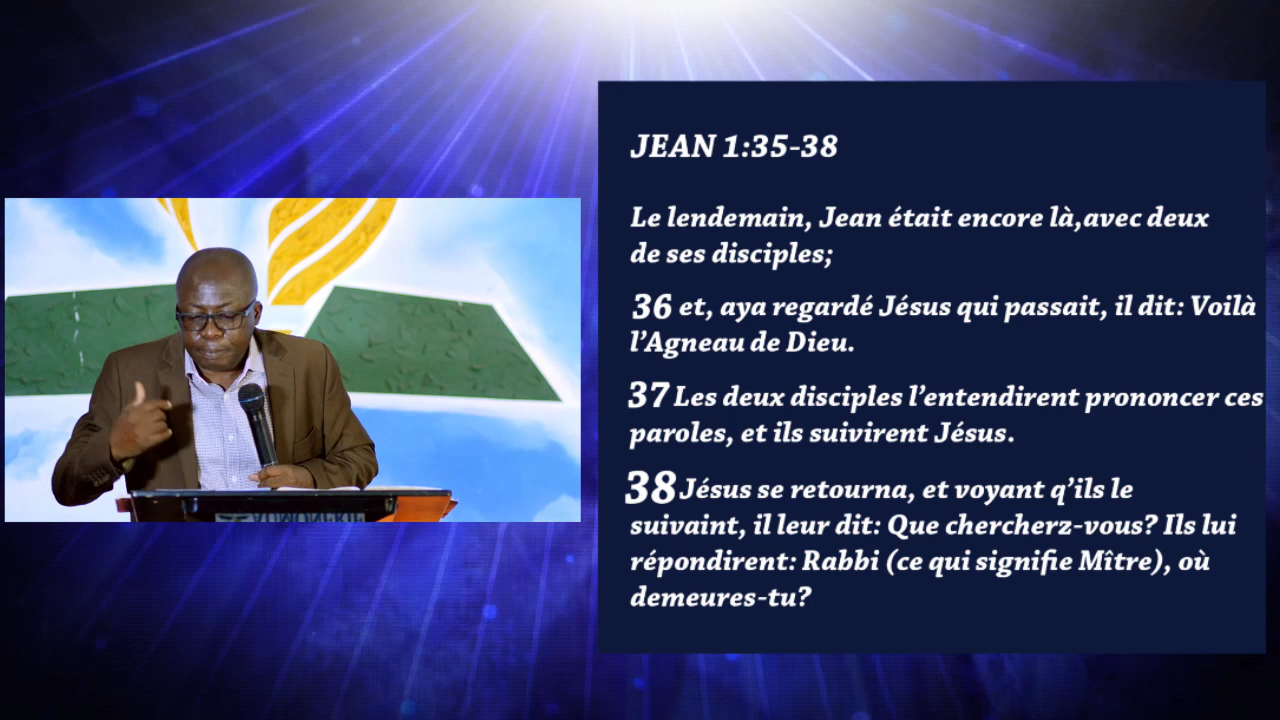 JEAN 1:35-38
Le lendemain, Jean était encore là,avec deux
de ses disciples;
36 et, aya regardé Jésus qui passait, il dit: Voilà
l'Agneau de Dieu.
37 Les deux disciples l'entendirent prononcer ces
paroles, et ils suivirent Jésus.
38 Jésus se retourna, et voyant q'ils le
suivaint, il leur dit: Que chercherz-vous? Ils lui
répondirent: Rabbi (ce qui signifie Mître), où
demeures-tu?